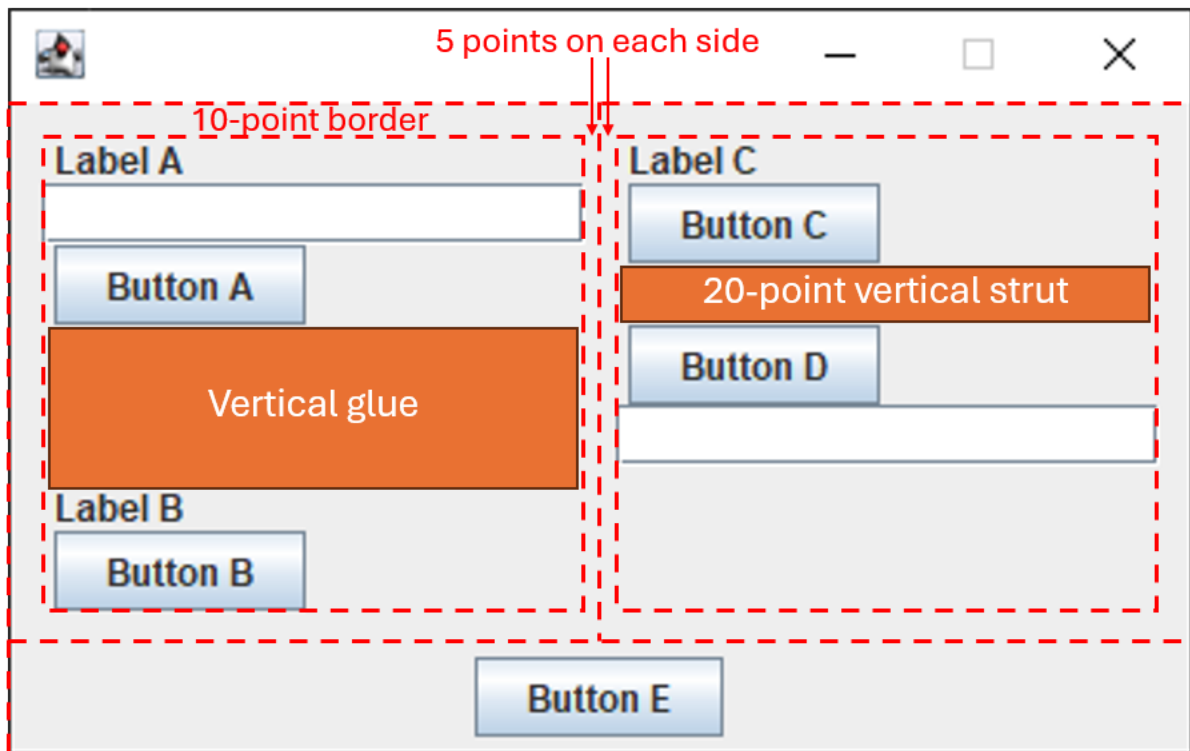 5 points on each side
10-point border
Label A
Button A
Vertical glue
Label B
Button B
Label C
Button C
20-point vertical strut
Button D
Button E